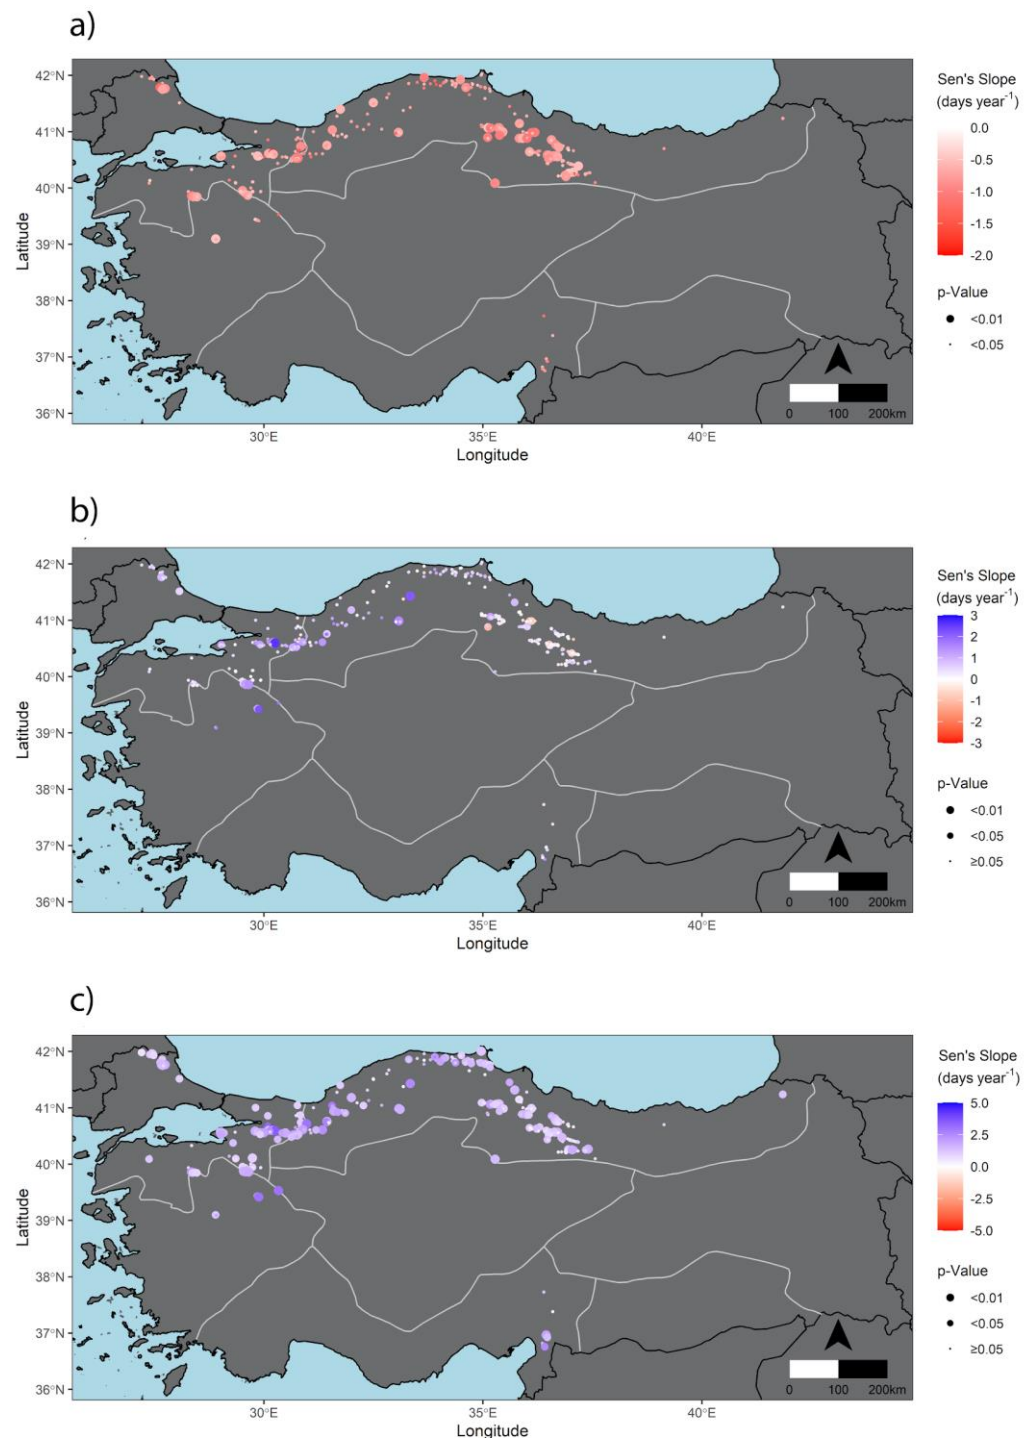 a)
42°N
41°N
40°N
39°N
38°N
37°N
36°N
Latitude
30°E
35°E
40°E
Longitude
0
100
200km
Sen's Slope
(days year⁻¹)
0.0
-0.5
-1.0
-1.5
-2.0
p-Value
<0.01
<0.05
b)
42°N
41°N
40°N
39°N
38°N
37°N
36°N
Latitude
30°E
35°E
40°E
Longitude
0
100
200km
Sen's Slope
(days year⁻¹)
3
2
1
0
-1
-2
-3
p-Value
<0.01
<0.05
≥0.05
c)
42°N
41°N
40°N
39°N
38°N
37°N
36°N
Latitude
30°E
35°E
40°E
Longitude
0
100
200km
Sen's Slope
(days year⁻¹)
5.0
2.5
0.0
-2.5
-5.0
p-Value
<0.01
<0.05
≥0.05